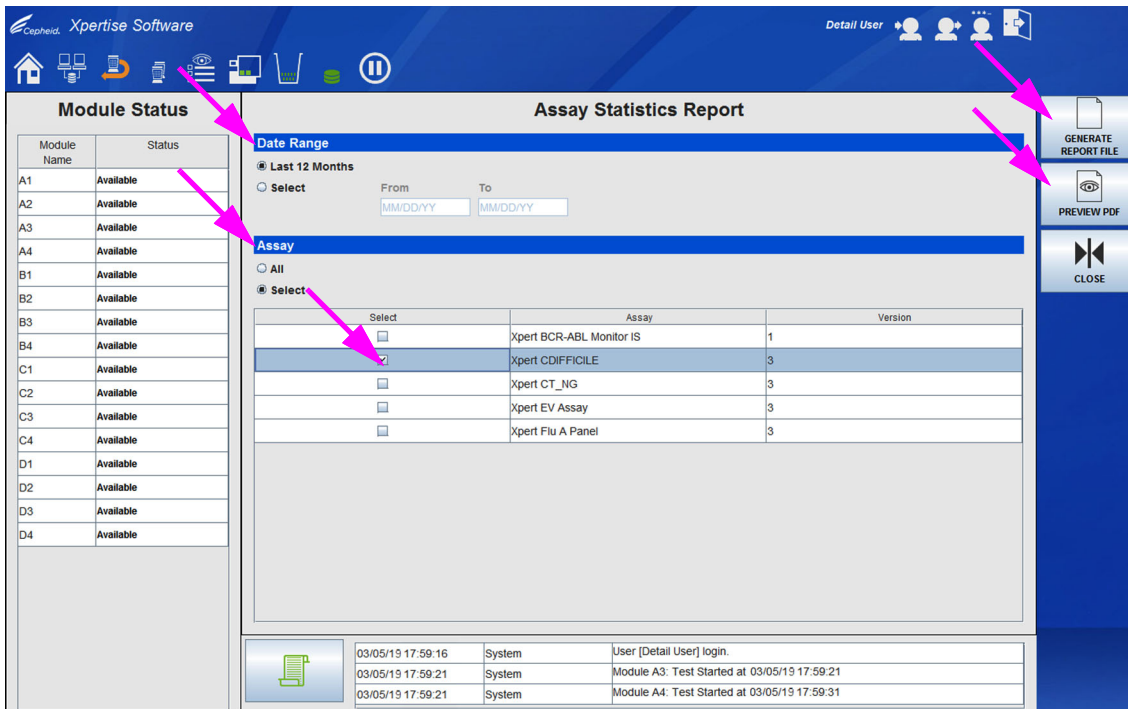 Cepheid. Xpertise Software
Detail User
Module Status
Module Name Status
A1 Available
A2 Available
A3 Available
A4 Available
B1 Available
B2 Available
B3 Available
B4 Available
C1 Available
C2 Available
C3 Available
C4 Available
D1 Available
D2 Available
D3 Available
D4 Available
Assay Statistics Report
Date Range
Last 12 Months
Select From To
MM/DD/YY MM/DD/YY
Assay
All
Select
Select Assay Version
Xpert BCR-ABL Monitor IS 1
Xpert CDIFFICILE 3
Xpert CT_NG 3
Xpert EV Assay 3
Xpert Flu A Panel 3
03/05/19 17:59:16 System User [Detail User] login.
03/05/19 17:59:21 System Module A3: Test Started at 03/05/19 17:59:21
03/05/19 17:59:21 System Module A4: Test Started at 03/05/19 17:59:31
GENERATE
REPORT FILE
PREVIEW PDF
CLOSE